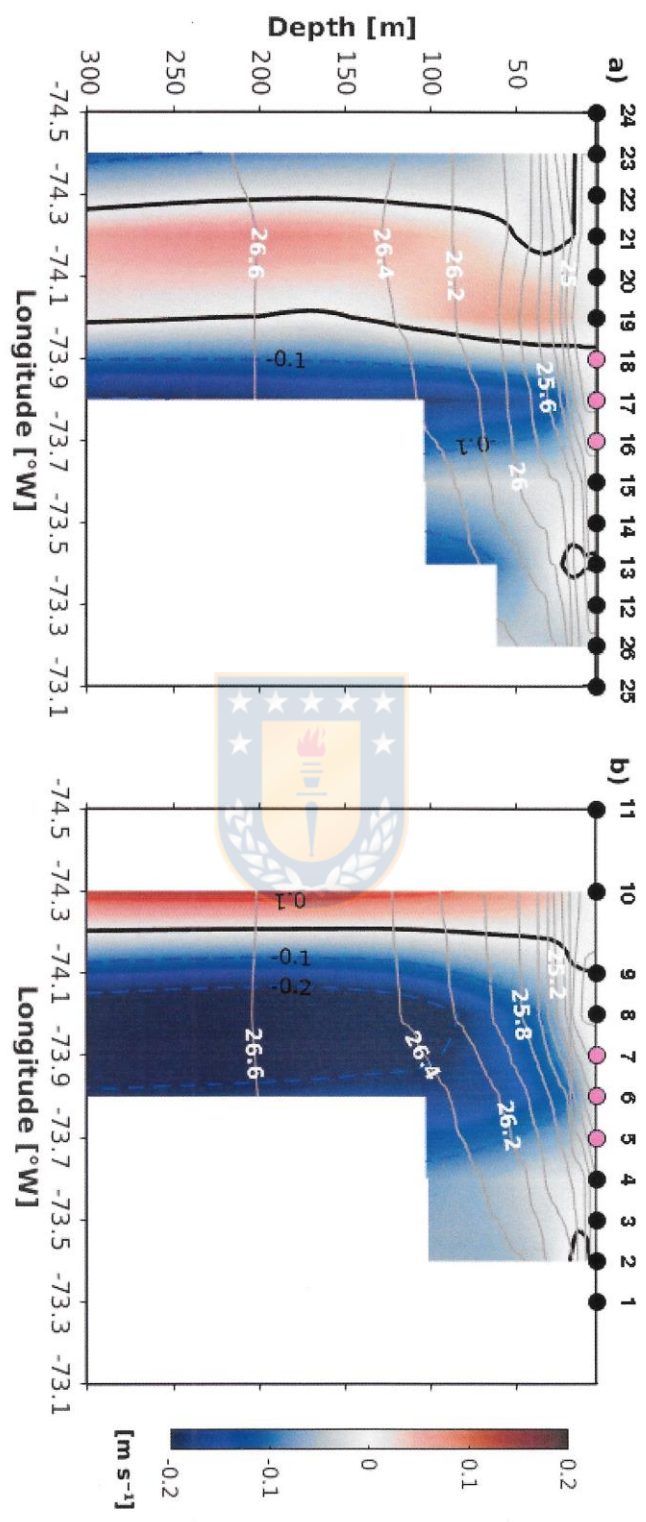 a)
24 23 22 21 20 19 18 17 16 15 14 13 12 26 25
Depth [m]
50
100
150
200
250
300
25
25.6
26
26.2
26.4
26.6
-0.1
-0.1
-74.5 -74.3 -74.1 -73.9 -73.7 -73.5 -73.3 -73.1
Longitude [°W]
b)
11 10 9 8 7 6 5 4 3 2 1
25.2
25.8
26.2
26.4
26.6
0.1
-0.1
-0.2
-74.5 -74.3 -74.1 -73.9 -73.7 -73.5 -73.3 -73.1
Longitude [°W]
0.2
0.1
0
-0.1
-0.2
[m s⁻¹]